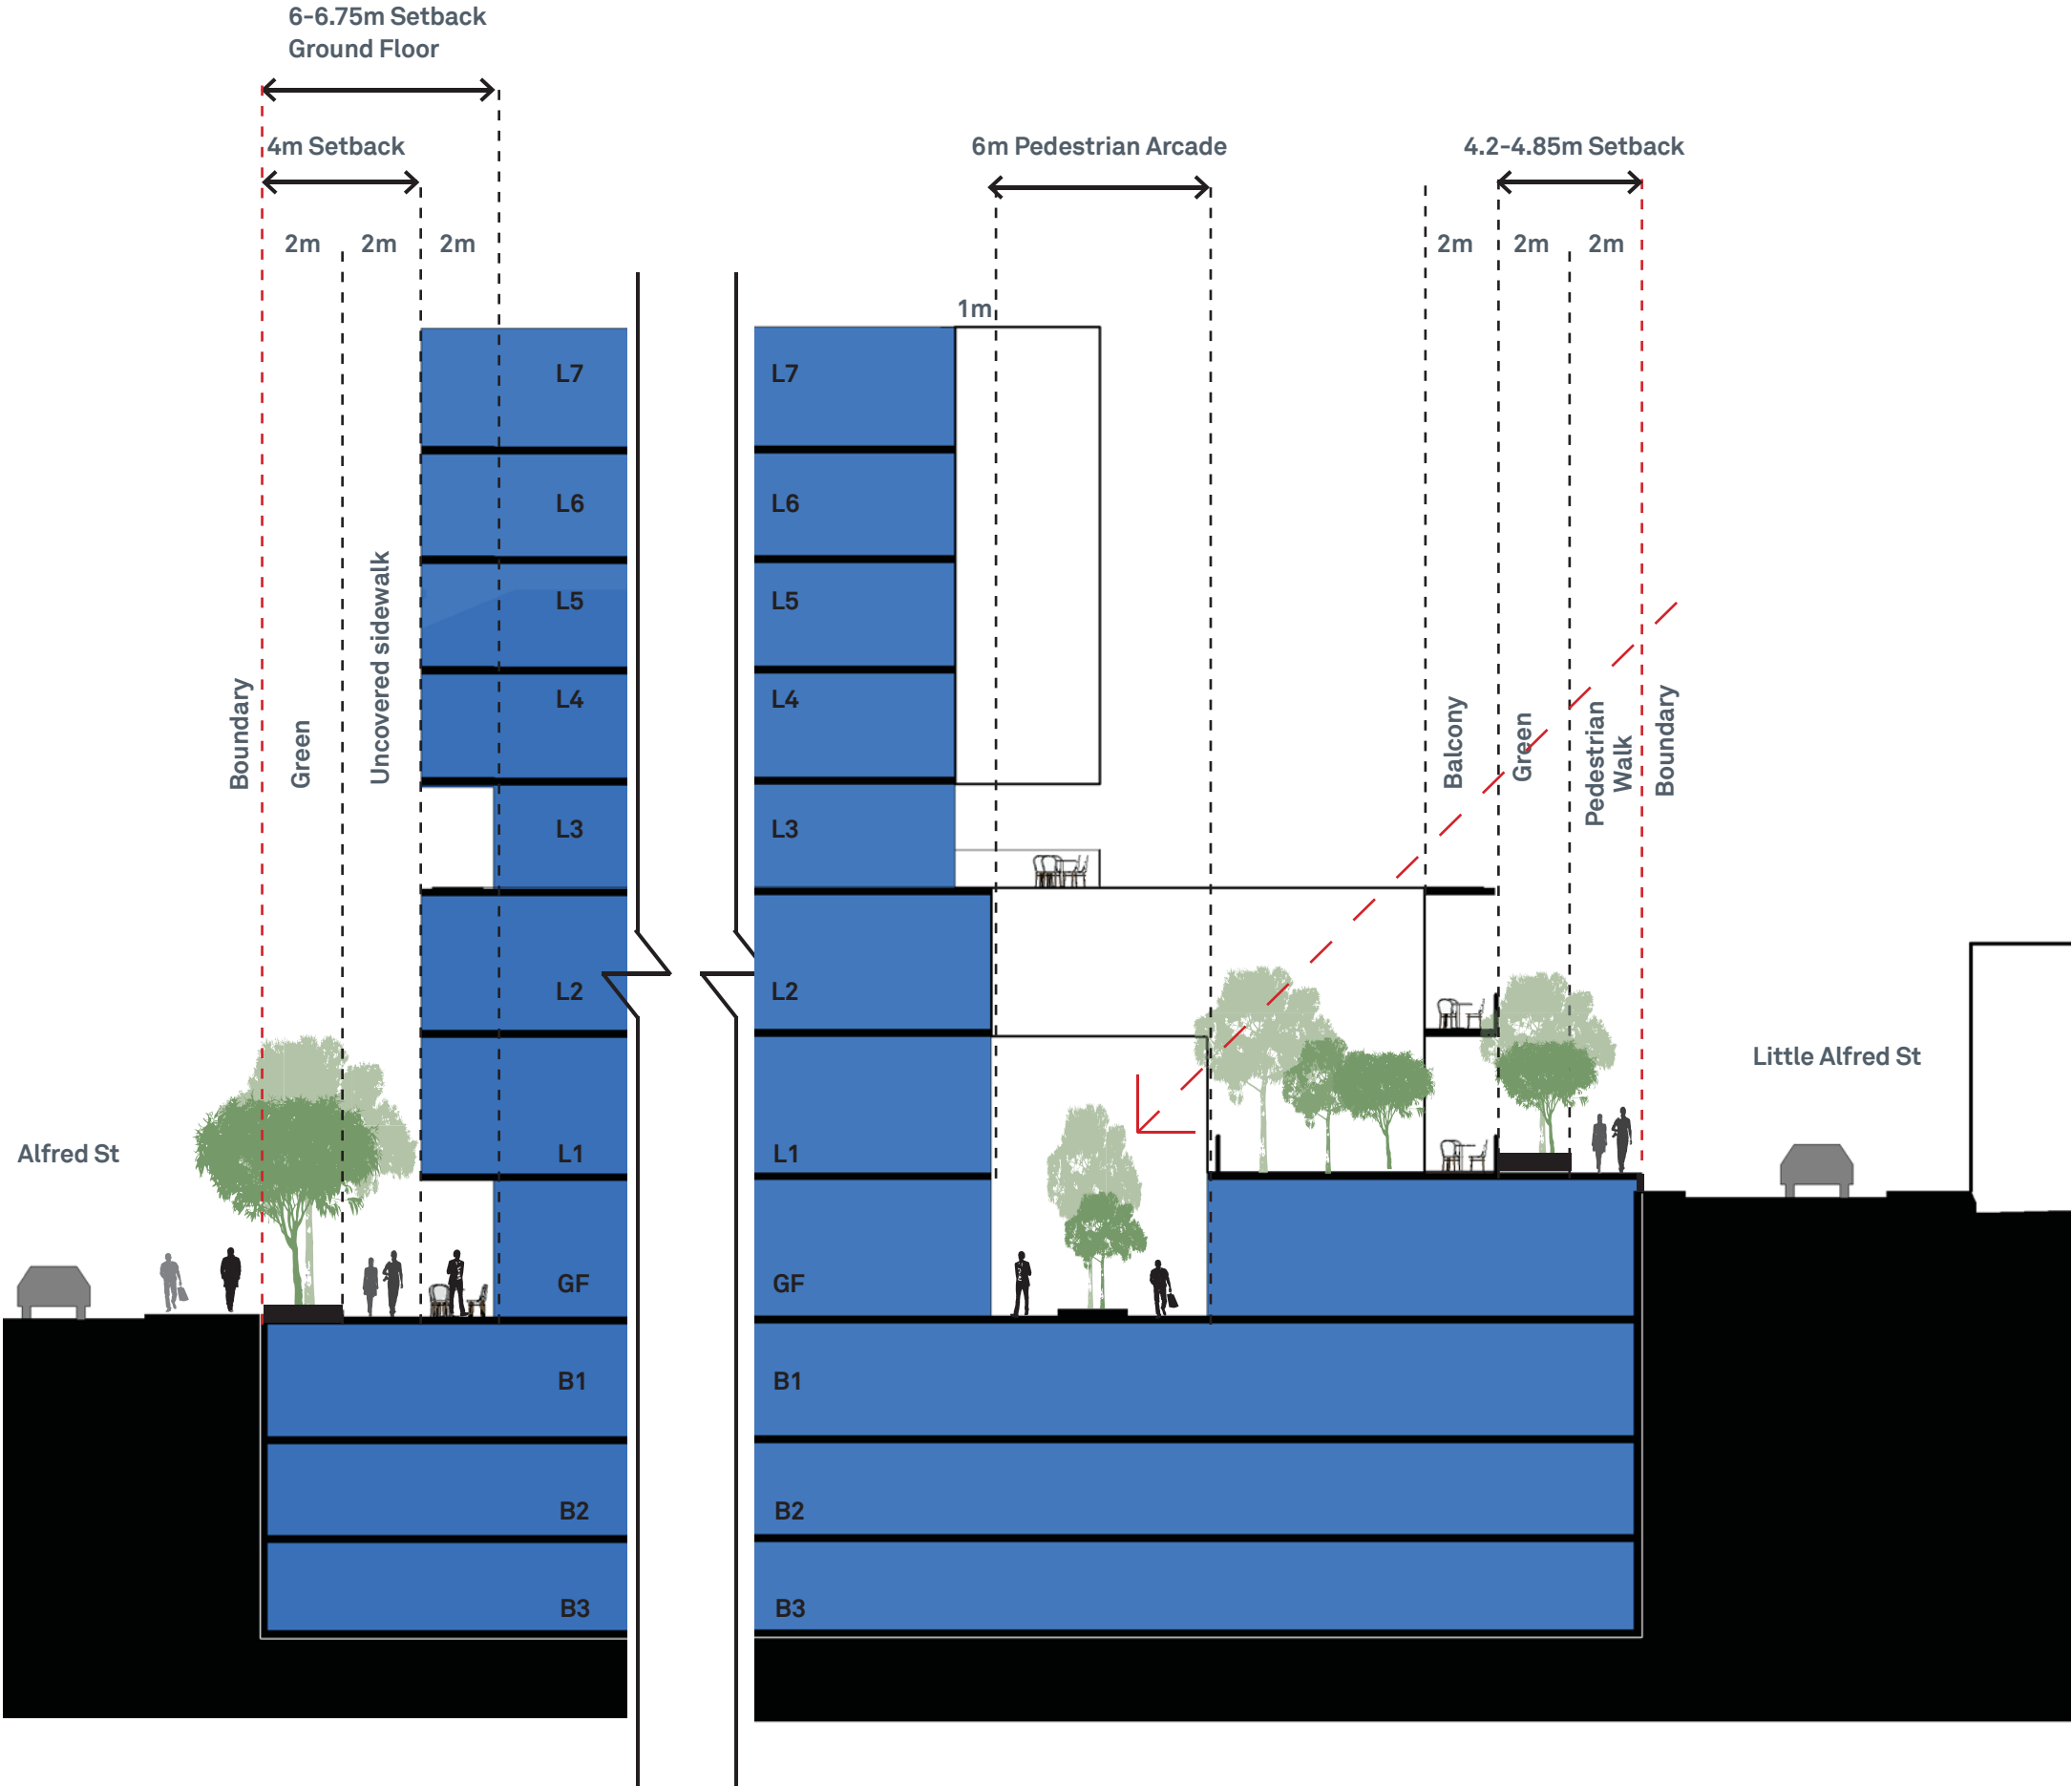 6-6.75m Setback
Ground Floor
4m Setback
6m Pedestrian Arcade
4.2-4.85m Setback
2m
2m
2m
2m
2m
2m
1m
L7
L7
L6
L6
L5
L5
L4
L4
L3
L3
L2
L2
L1
L1
GF
GF
B1
B1
B2
B2
B3
B3
Boundary
Green
Uncovered sidewalk
Balcony
Green
Pedestrian
Walk
Boundary
Alfred St
Little Alfred St